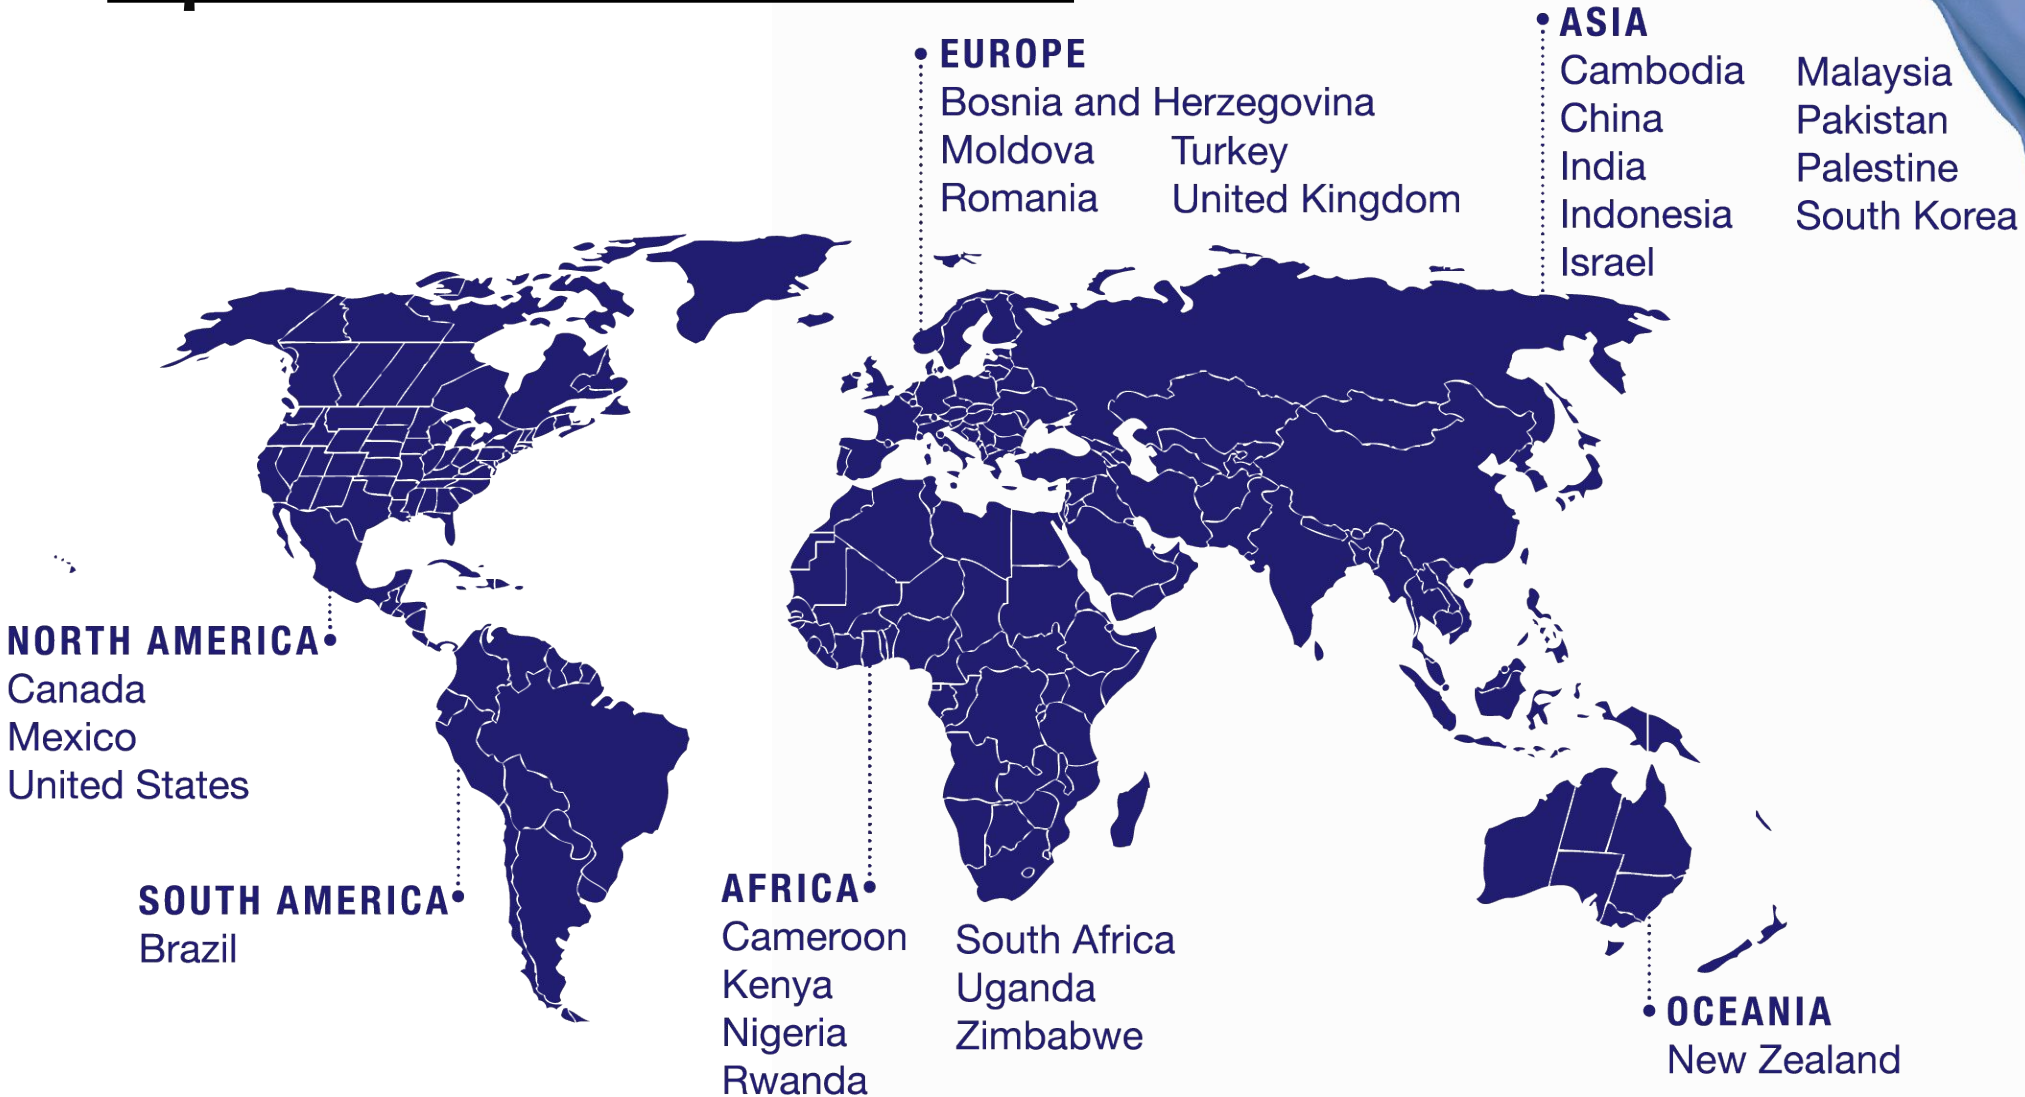 EUROPE
Bosnia and Herzegovina
Moldova
Romania
Turkey
United Kingdom
ASIA
Cambodia
China
India
Indonesia
Israel
Malaysia
Pakistan
Palestine
South Korea
NORTH AMERICA
Canada
Mexico
United States
SOUTH AMERICA
Brazil
AFRICA
Cameroon
Kenya
Nigeria
Rwanda
South Africa
Uganda
Zimbabwe
OCEANIA
New Zealand